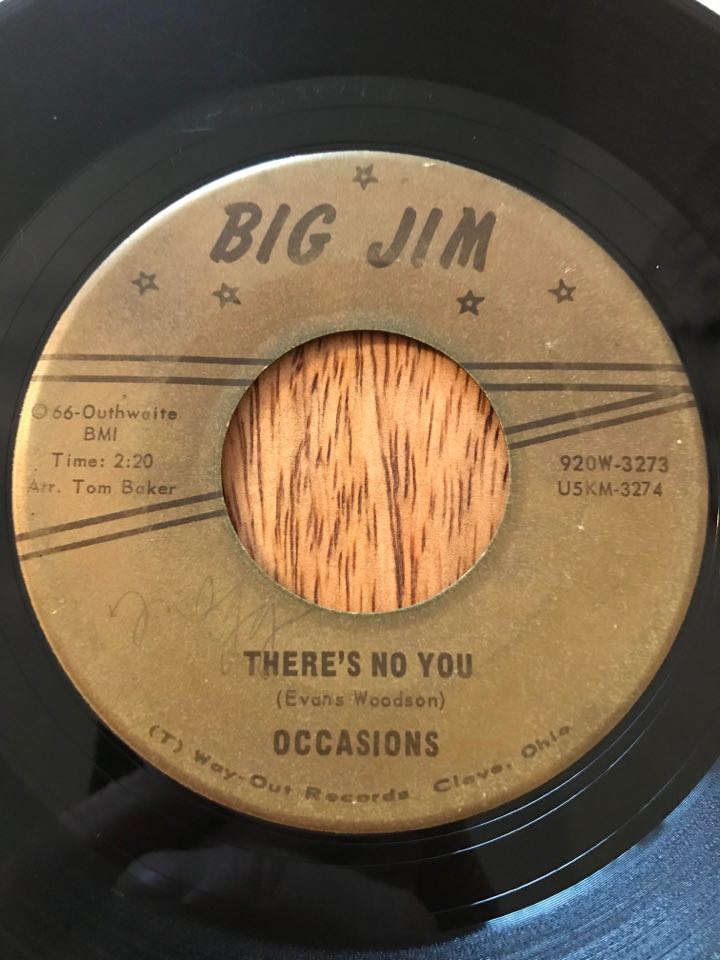 BIG JIM
©66-Outhwaite
BMI
Time: 2:20
Arr. Tom Baker
920W-3273
U5KM-3274
THERE'S NO YOU
(Evans Woodson)
OCCASIONS
(T) Way-Out Records Cleve, Ohio